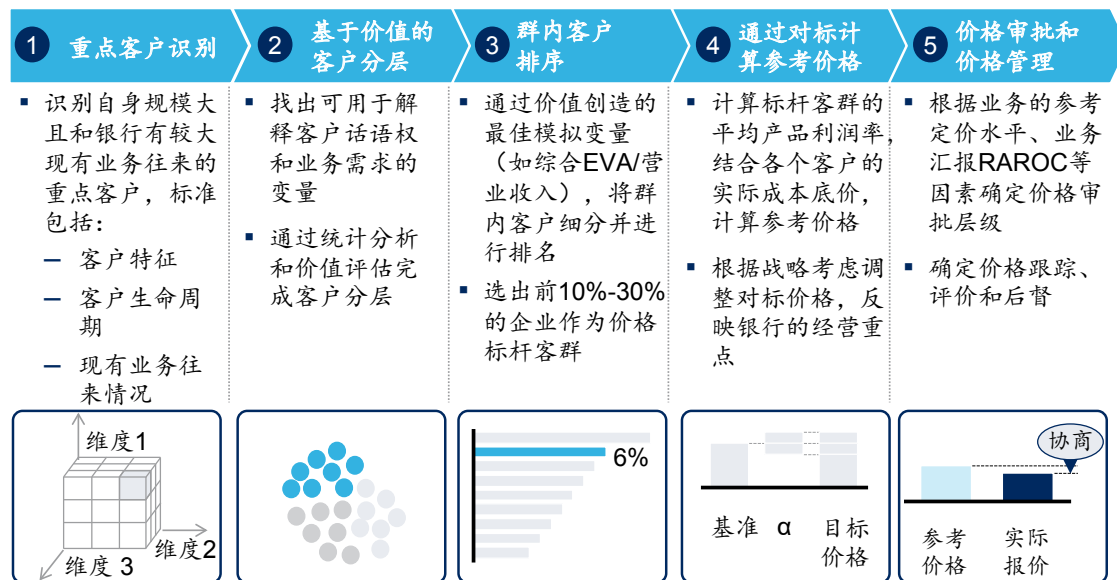 1
重点客户识别
2
基于价值的
客户分层
3
群内客户
排序
4
通过对标计
算参考价格
5
价格审批和
价格管理
▪ 识别自身规模大
且和银行有较大
现有业务往来的
重点客户，标准
包括：
— 客户特征
— 客户生命周
期
— 现有业务往
来情况
▪ 找出可用于解
释客户话语权
和业务需求的
变量
▪ 通过统计分析
和价值评估完
成客户分层
▪ 通过价值创造的
最佳模拟变量
（如综合EVA/营
业收入），将群
内客户细分并进
行排名
▪ 选出前10%-30%
的企业作为价格
标杆客群
▪ 计算标杆客群的
平均产品利润率，
结合各个客户的
实际成本底价，
计算参考价格
▪ 根据战略考虑调
整对标价格，反
映银行的经营重
点
▪ 根据业务的参考
定价水平、业务
汇报RAROC等
因素确定价格审
批层级
▪ 确定价格跟踪、
评价和后督
维度1
维度2
维度 3
6%
基准 α 目标
价格
协商
参考 实际
价格 报价